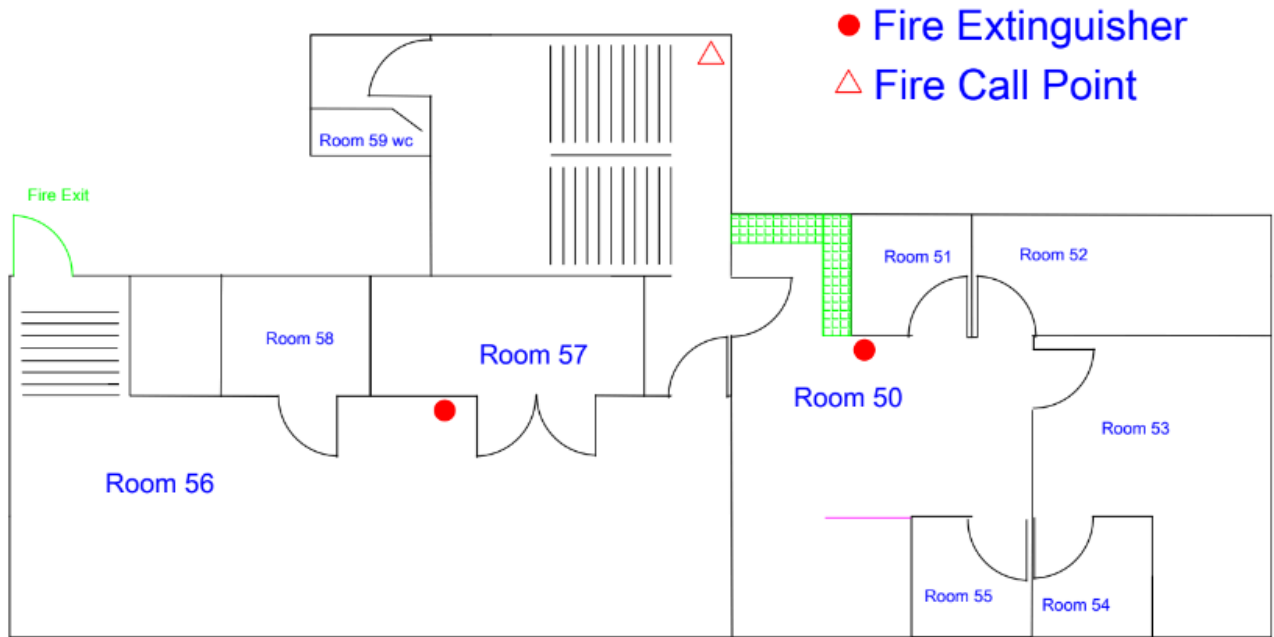 Fire Extinguisher
Fire Call Point
Room 59 wc
Fire Exit
Room 51
Room 52
Room 58
Room 57
Room 50
Room 53
Room 56
Room 55
Room 54